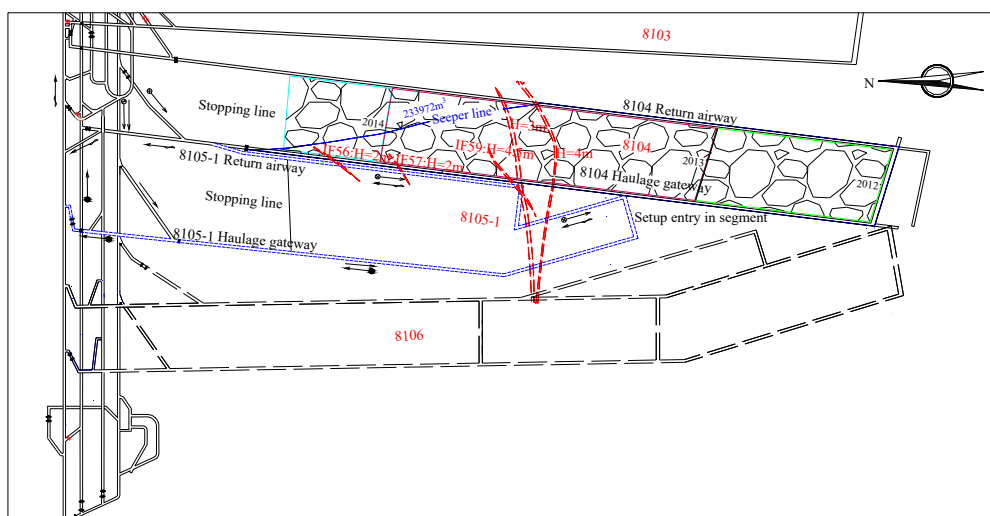 8103
N
8104 Return airway
Stopping line
233972m³
Seeper line
2014
H=3m
8104
IF59:H=4.5m
H=4m
IF56:H=2m
IF57:H=2m
2013
8105-1 Return airway
8104 Haulage gateway
2012
Stopping line
8105-1
Setup entry in segment
8105-1 Haulage gateway
8106